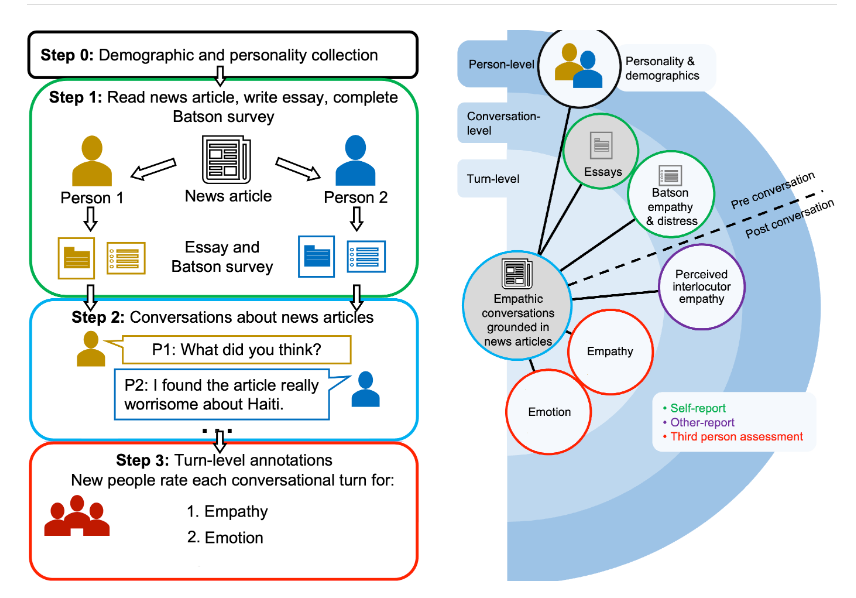 Step 0: Demographic and personality collection
Step 1: Read news article, write essay, complete
Batson survey
Person 1
News article
Person 2
Essay and
Batson survey
Step 2: Conversations about news articles
P1: What did you think?
P2: I found the article really
worrisome about Haiti.
...
Step 3: Turn-level annotations
New people rate each conversational turn for:
1. Empathy
2. Emotion
Person-level
Personality &
demographics
Conversation-
level
Essays
Turn-level
Batson
empathy
& distress
Pre conversation
Post conversation
Perceived
interlocutor
empathy
Empathic
conversations
grounded in
news articles
Empathy
Emotion
• Self-report
• Other-report
• Third person assessment